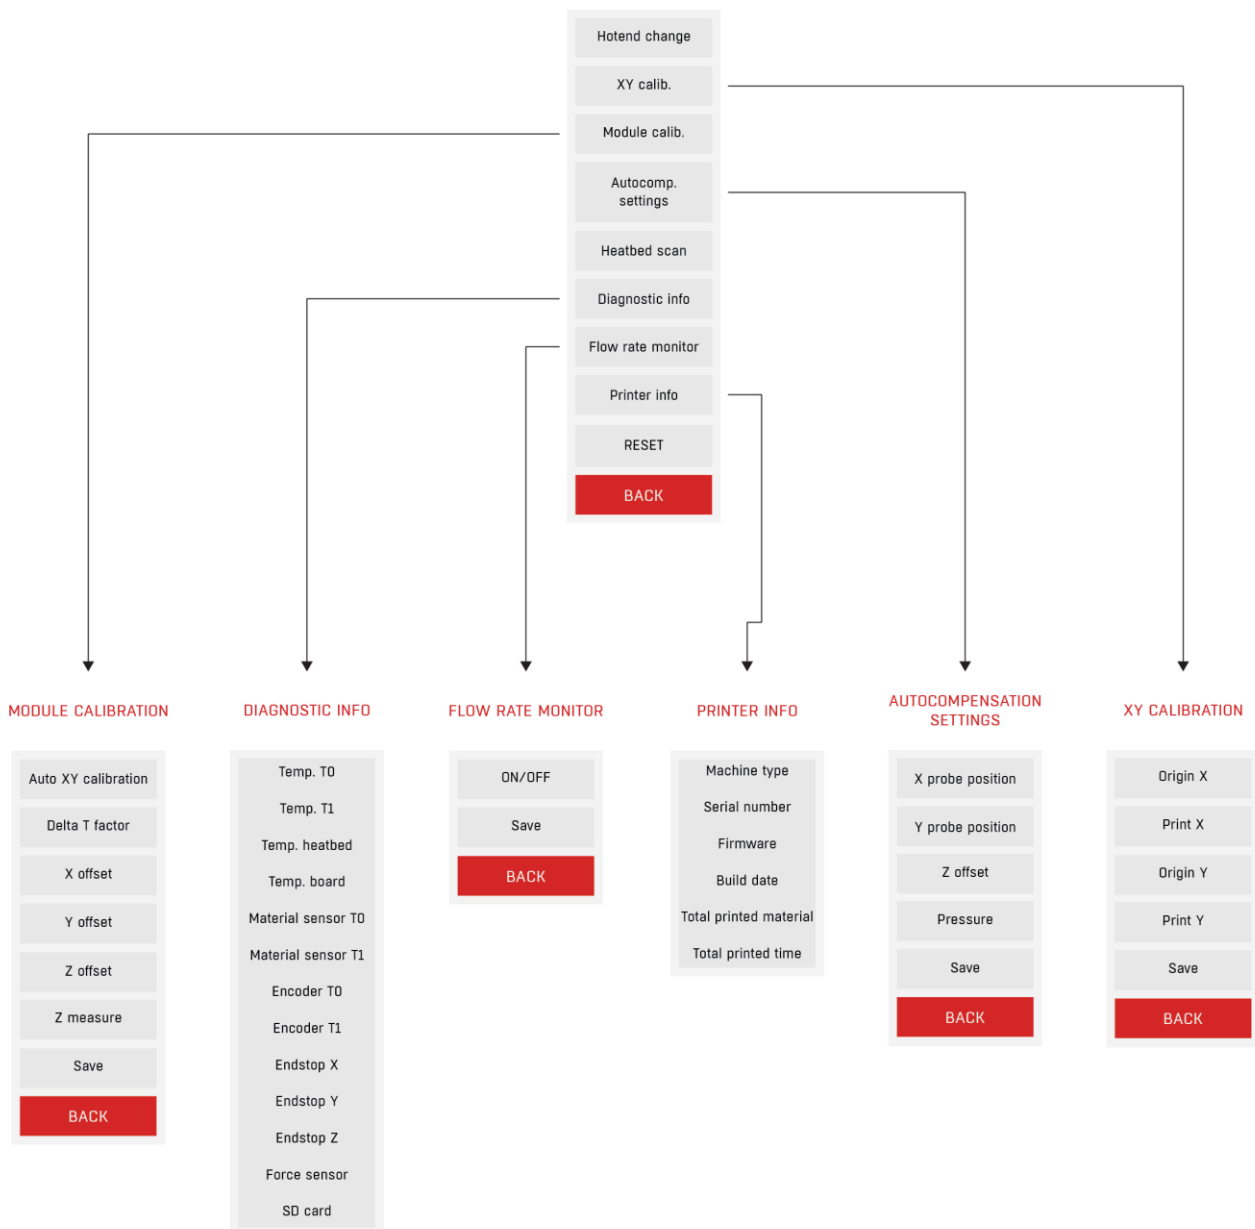 Hotend change
XY calib.
Module calib.
Autocomp.
settings
Heatbed scan
Diagnostic info
Flow rate monitor
Printer info
RESET
BACK
MODULE CALIBRATION
Auto XY calibration
Delta T factor
X offset
Y offset
Z offset
Z measure
Save
BACK
DIAGNOSTIC INFO
Temp. T0
Temp. T1
Temp. heatbed
Temp. board
Material sensor T0
Material sensor T1
Encoder T0
Encoder T1
Endstop X
Endstop Y
Endstop Z
Force sensor
SD card
FLOW RATE MONITOR
ON/OFF
Save
BACK
PRINTER INFO
Machine type
Serial number
Firmware
Build date
Total printed material
Total printed time
AUTOCOMPENSATION
SETTINGS
X probe position
Y probe position
Z offset
Pressure
Save
BACK
XY CALIBRATION
Origin X
Print X
Origin Y
Print Y
Save
BACK